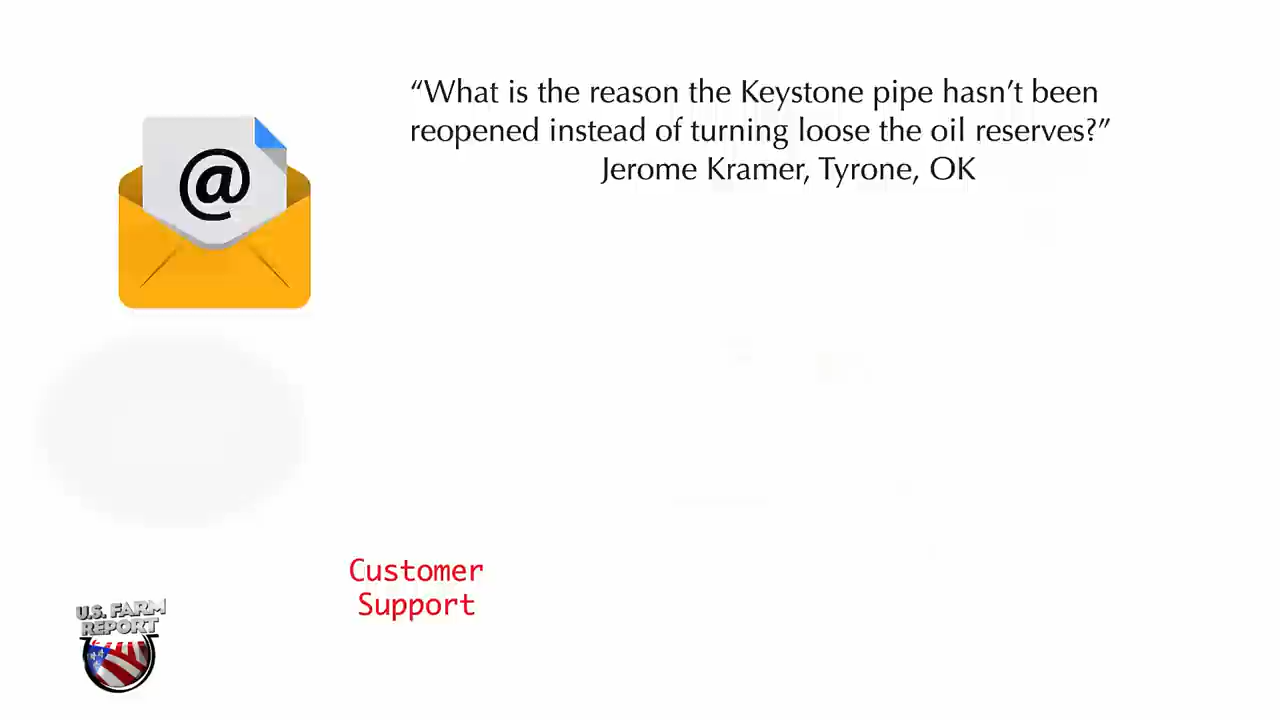 “What is the reason the Keystone pipe hasn’t been
reopened instead of turning loose the oil reserves?”
Jerome Kramer, Tyrone, OK
@
Customer
Support
U.S. FARM
REPORT